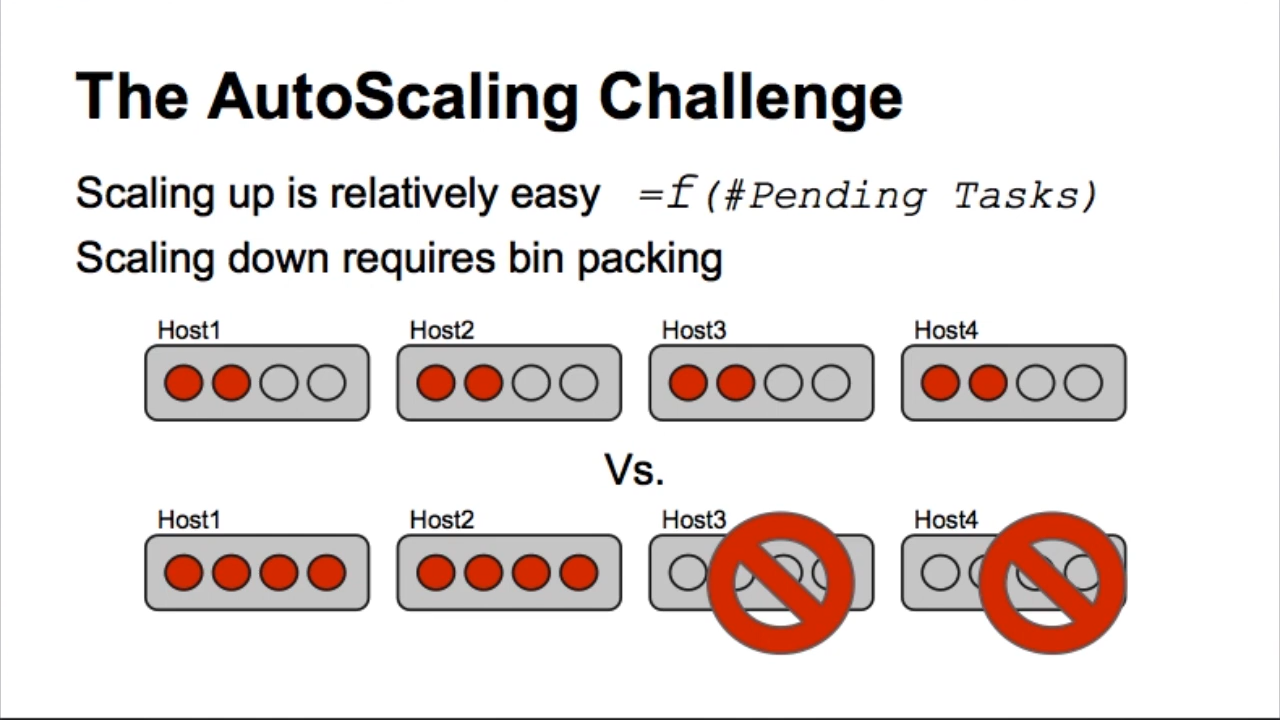 The AutoScaling Challenge
Scaling up is relatively easy =f(#Pending Tasks)
Scaling down requires bin packing
Host1 Host2 Host3 Host4
Vs.
Host1 Host2 Host3 Host4